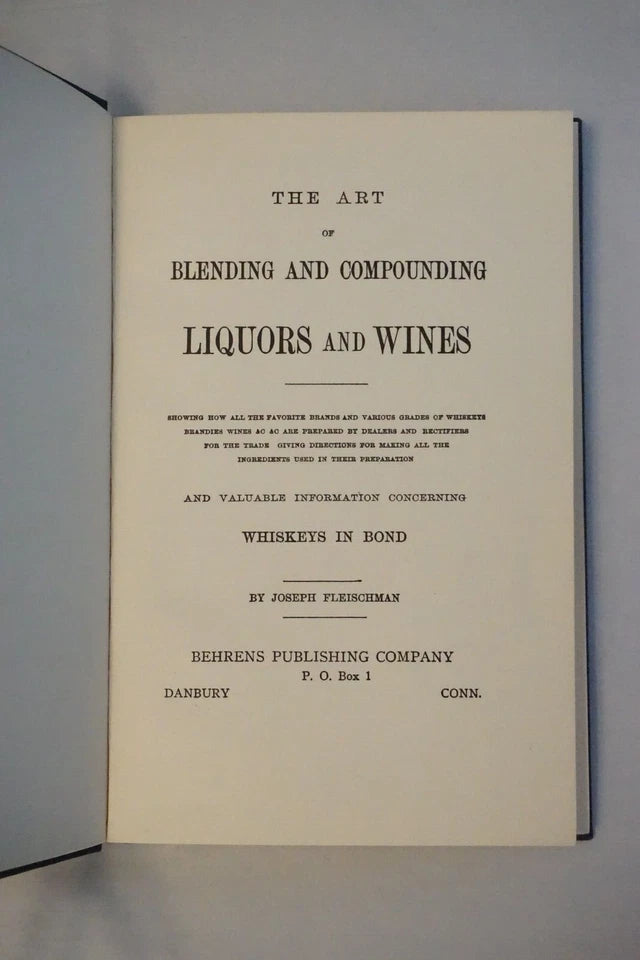 THE ART
OF
BLENDING AND COMPOUNDING
LIQUORS AND WINES
SHOWING HOW ALL THE FAVORITE BRANDS AND VARIOUS GRADES OF WHISKEYS
BRANDIES WINES &C &C ARE PREPARED BY DEALERS AND RECTIFIERS
FOR THE TRADE GIVING DIRECTIONS FOR MAKING ALL THE
INGREDIENTS USED IN THEIR PREPARATION
AND VALUABLE INFORMATION CONCERNING
WHISKEYS IN BOND
BY JOSEPH FLEISCHMAN
BEHRENS PUBLISHING COMPANY
P. O. Box 1
DANBURY CONN.